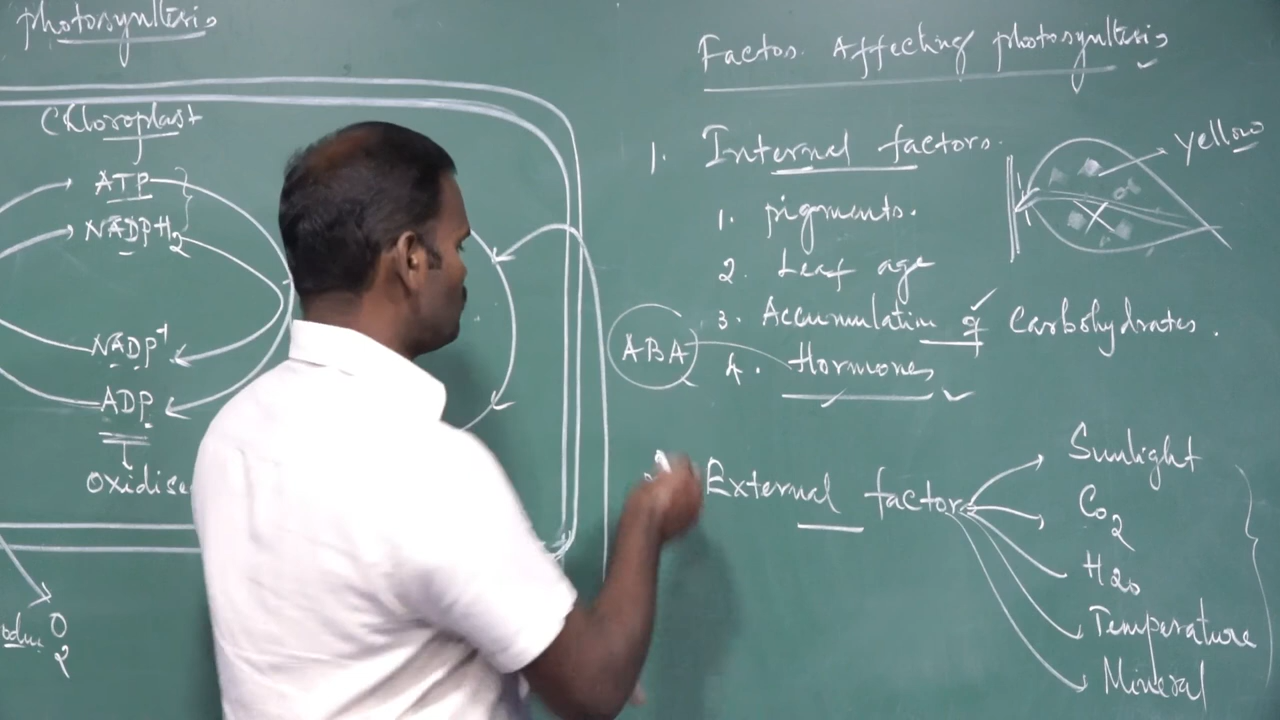 photosynthesis
Chloroplast
ATP
NADPH2
NADP+
ADP
Oxidise
O2
Factos. Affecting photosynthesis
1. Internal factors.
1. pigments.
2. Leaf age
3. Accumulation of Carbohydrates.
4. Hormones
ABA
yellow
External factors
Sunlight
CO2
H2O
Temperature
Mineral